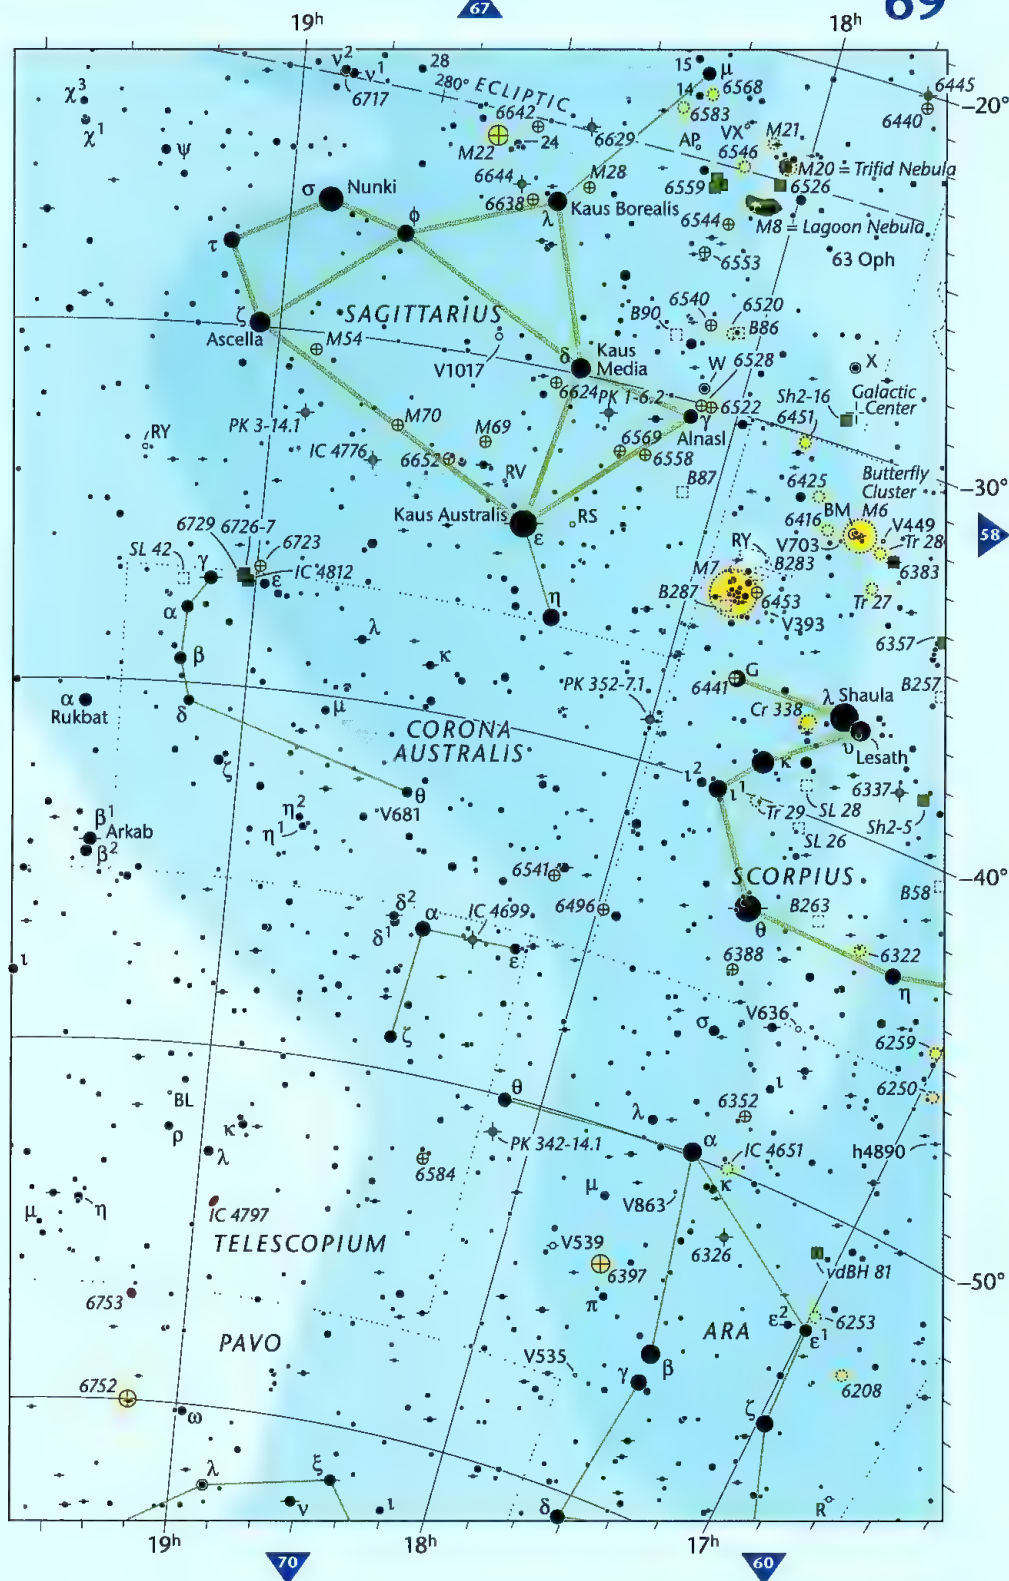 67
69
19h
18h
ν² ν¹ 28
280° ECLIPTIC
15 μ
6717
14 6568
6445
χ³
6642
6583
6440
-20°
χ¹
ψ
24
6629
AP VX M21
M22
6546
M20 = Trifid Nebula
6644
M28
6559
6526
σ Nunki
6638
λ Kaus Borealis
M8 = Lagoon Nebula
φ
6544
τ
6553
63 Oph
SAGITTARIUS
6540 6520
ζ
B90 B86
Ascella
M54
V1017
δ Kaus
Media
W 6528
X
6624
PK 1-6.2
6522
Sh2-16
Galactic
Center
PK 3-14.1
M70
γ
Alnasl
6451
RY
M69
6569
IC 4776
6652
6558
Butterfly
Cluster
RV
B87
6425
-30°
Kaus Australis
RS
BM M6
ε
6416
V449
58
6729 6726-7
V703
Tr 28
SL 42
6723
RY
6383
γ
IC 4812
M7
B283
ε
B287
6453
Tr 27
α
η
V393
λ
6357
β
κ
G
PK 352-7.1
6441
B257
α
Rukbat
δ
μ
λ Shaula
Cr 338
CORONA
AUSTRALIS
υ Lesath
ζ
κ
ι²
ι¹
6337
θ
SL 28
β¹
Arkab
η²
V681
Tr 29
Sh2-5
β²
η¹
SL 26
6541
SCORPIUS
-40°
B58
δ²
6496
B263
α IC 4699
θ
δ¹
ε
6388
6322
ι
η
ζ
σ
V636
6259
ι
6250
BL
θ
λ
6352
ρ
κ
PK 342-14.1
α
IC 4651
h4890
λ
6584
κ
μ
V863
μ
η
IC 4797
6326
TELESCOPIUM
V539
6397
vdBH 81
-50°
6753
π
ε²
6253
PAVO
ARA
ε¹
V535
β
6752
γ
6208
ω
ζ
λ
ξ
ν
ι
δ
R
19h
18h
17h
70
60